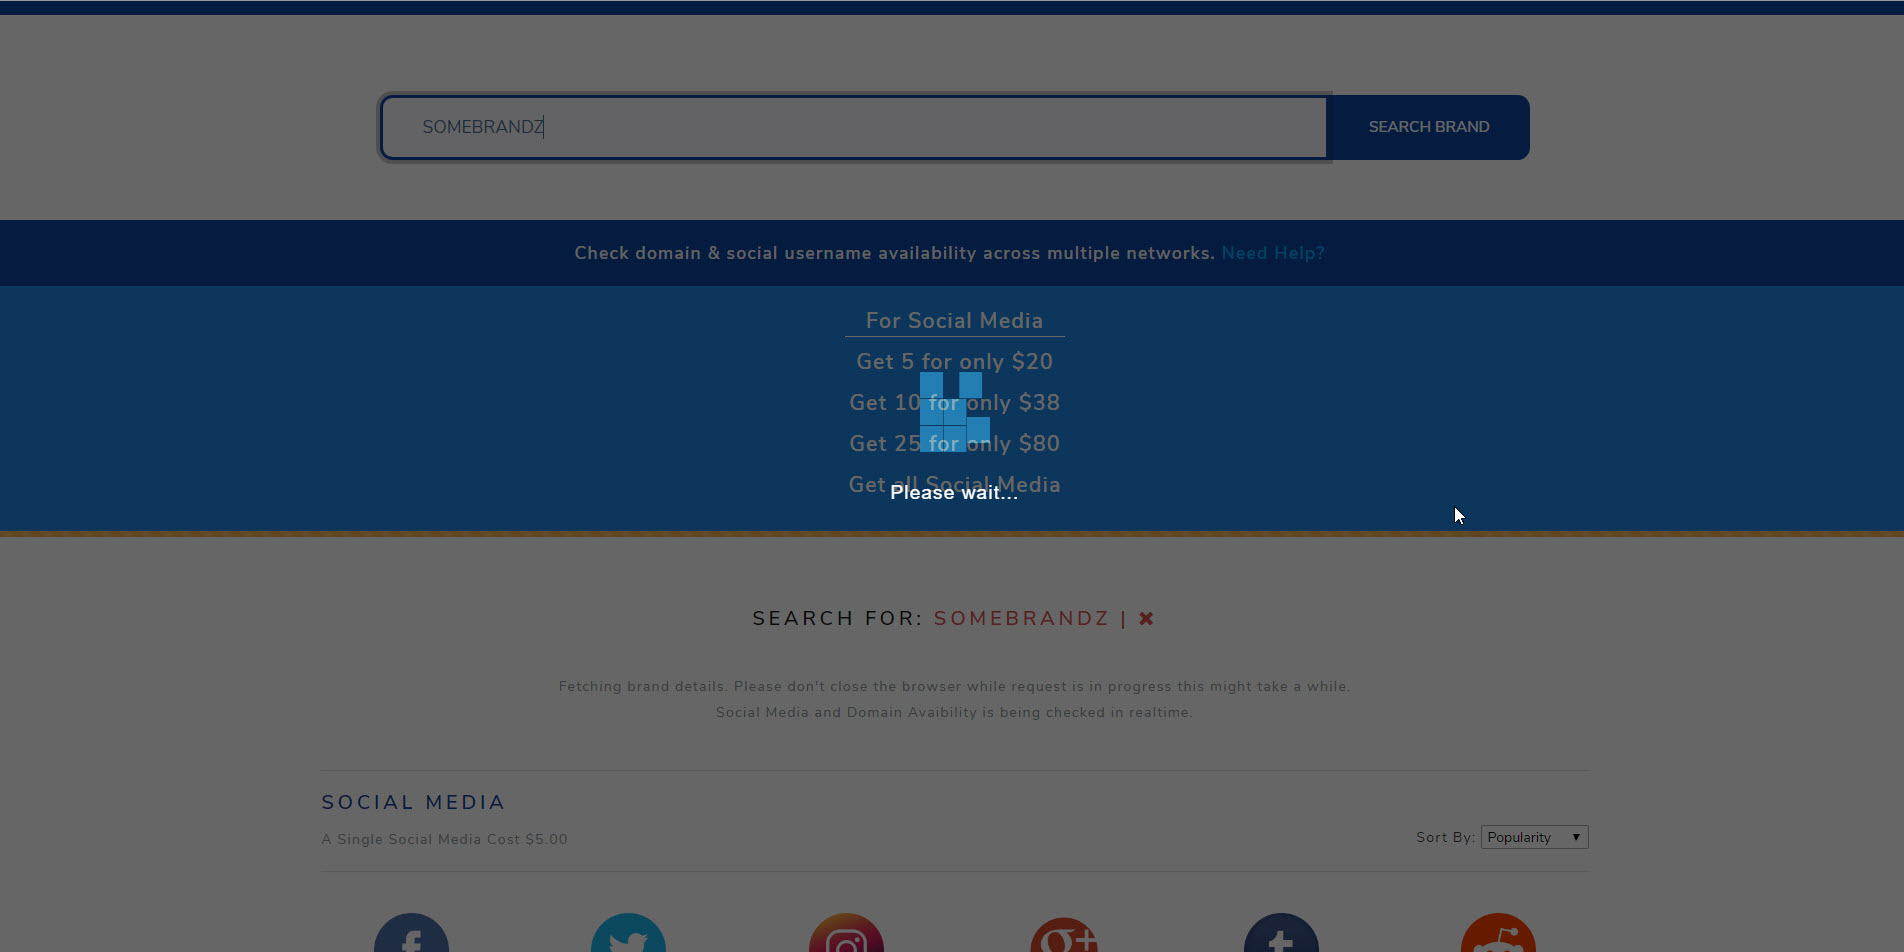 SOMEBRANDZ
SEARCH BRAND
Check domain & social username availability across multiple networks. Need Help?
For Social Media
Get 5 for only $20
Get 10 for only $38
Get 25 for only $80
Get all Social Media
Please wait...
SEARCH FOR: SOMEBRANDZ | ✖
Fetching brand details. Please don't close the browser while request is in progress this might take a while.
Social Media and Domain Avaibility is being checked in realtime.
SOCIAL MEDIA
A Single Social Media Cost $5.00
Sort By: Popularity